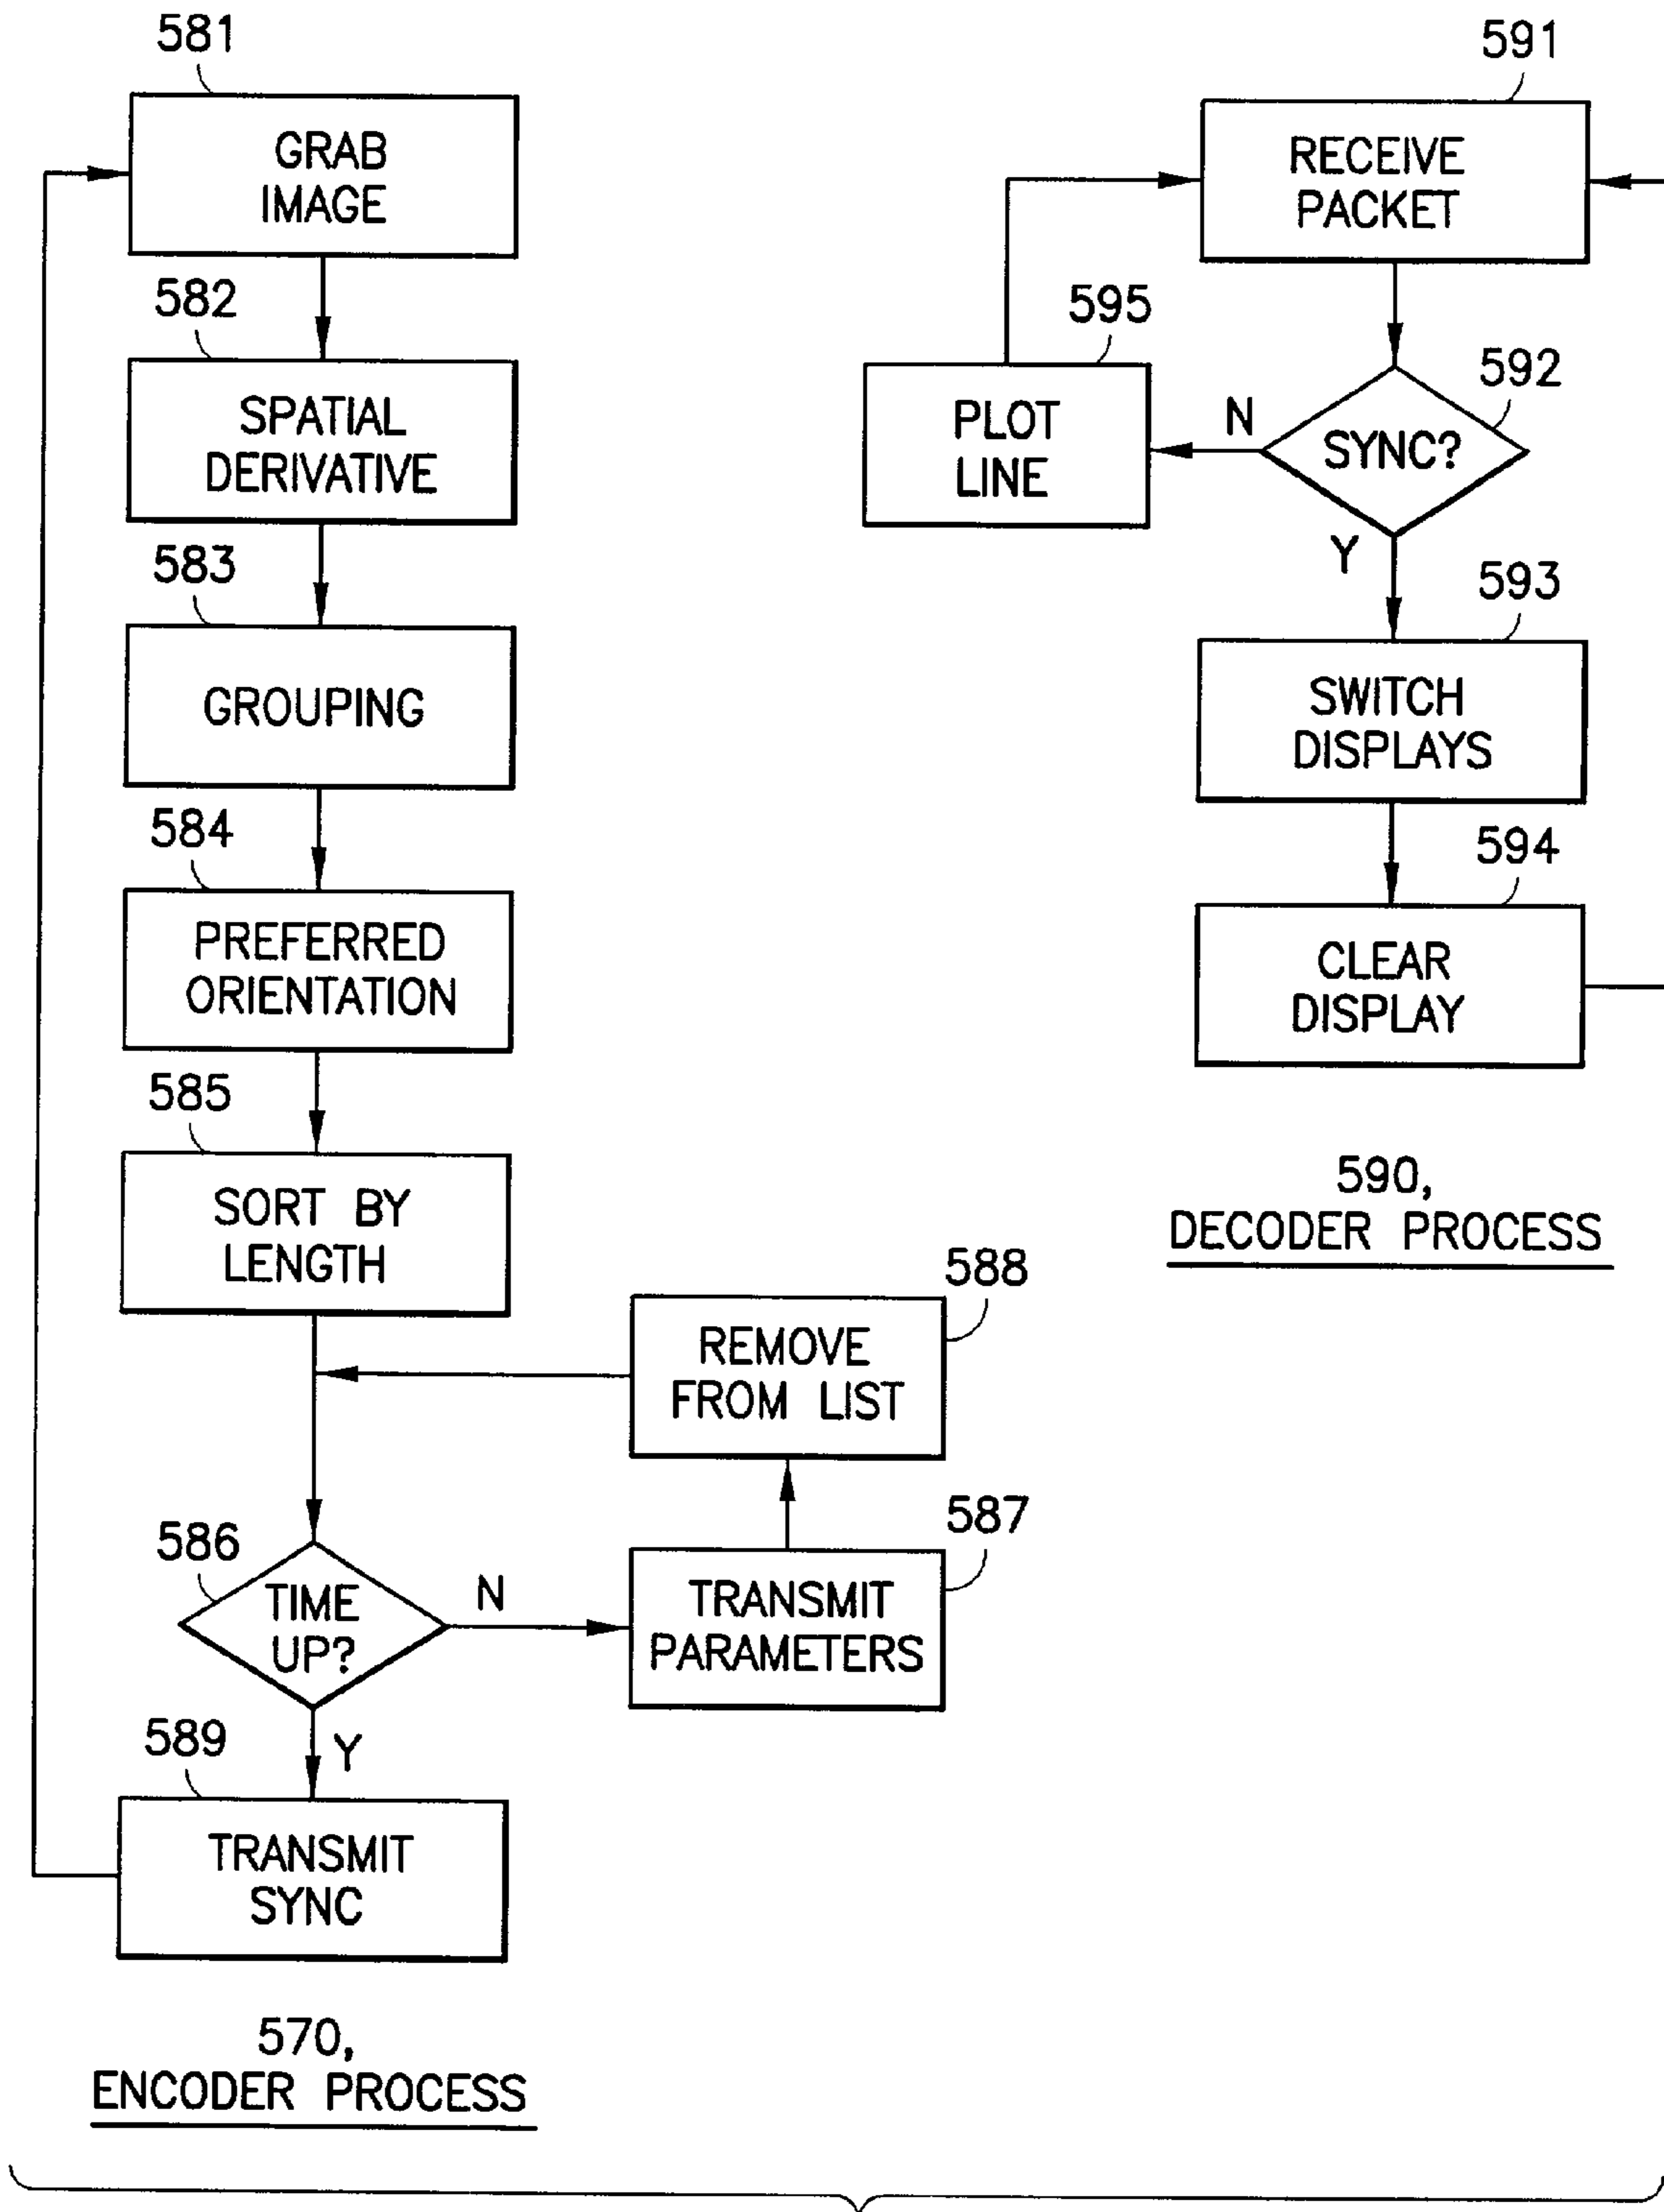 581
GRAB
IMAGE
582
SPATIAL
DERIVATIVE
583
GROUPING
584
PREFERRED
ORIENTATION
585
SORT BY
LENGTH
586
TIME
UP?
N
Y
587
TRANSMIT
PARAMETERS
588
REMOVE
FROM LIST
589
TRANSMIT
SYNC
570,
ENCODER PROCESS
591
RECEIVE
PACKET
592
SYNC?
N
Y
595
PLOT
LINE
593
SWITCH
DISPLAYS
594
CLEAR
DISPLAY
590,
DECODER PROCESS